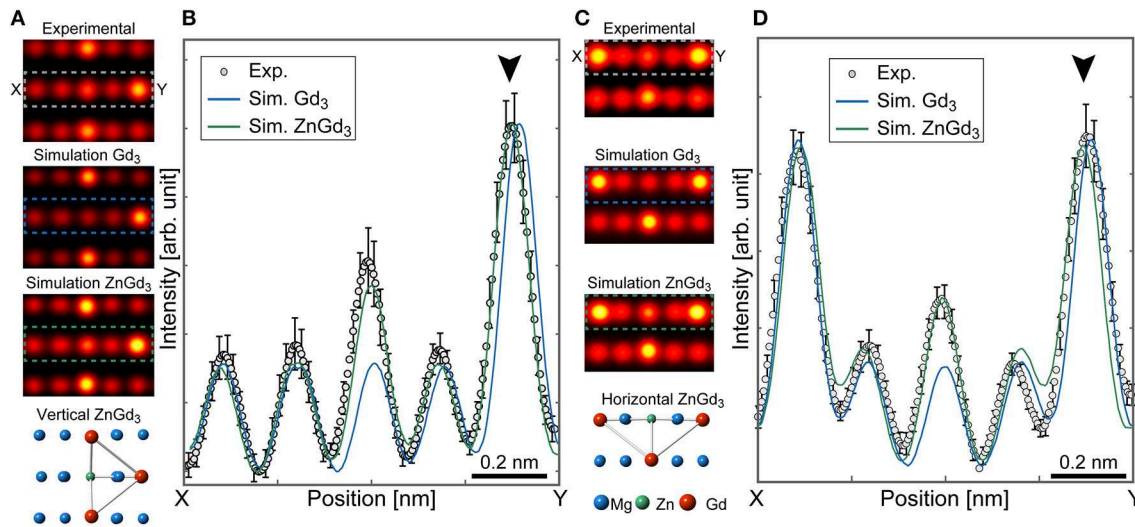 A
Experimental
X
Y
Simulation Gd₃
Simulation ZnGd₃
Vertical ZnGd₃
B
Exp.
Sim. Gd₃
Sim. ZnGd₃
Intensity [arb. unit]
0.2 nm
X
Position [nm]
Y
C
Experimental
X
Y
Simulation Gd₃
Simulation ZnGd₃
Horizontal ZnGd₃
Mg
Zn
Gd
D
Exp.
Sim. Gd₃
Sim. ZnGd₃
Intensity [arb. unit]
0.2 nm
X
Position [nm]
Y